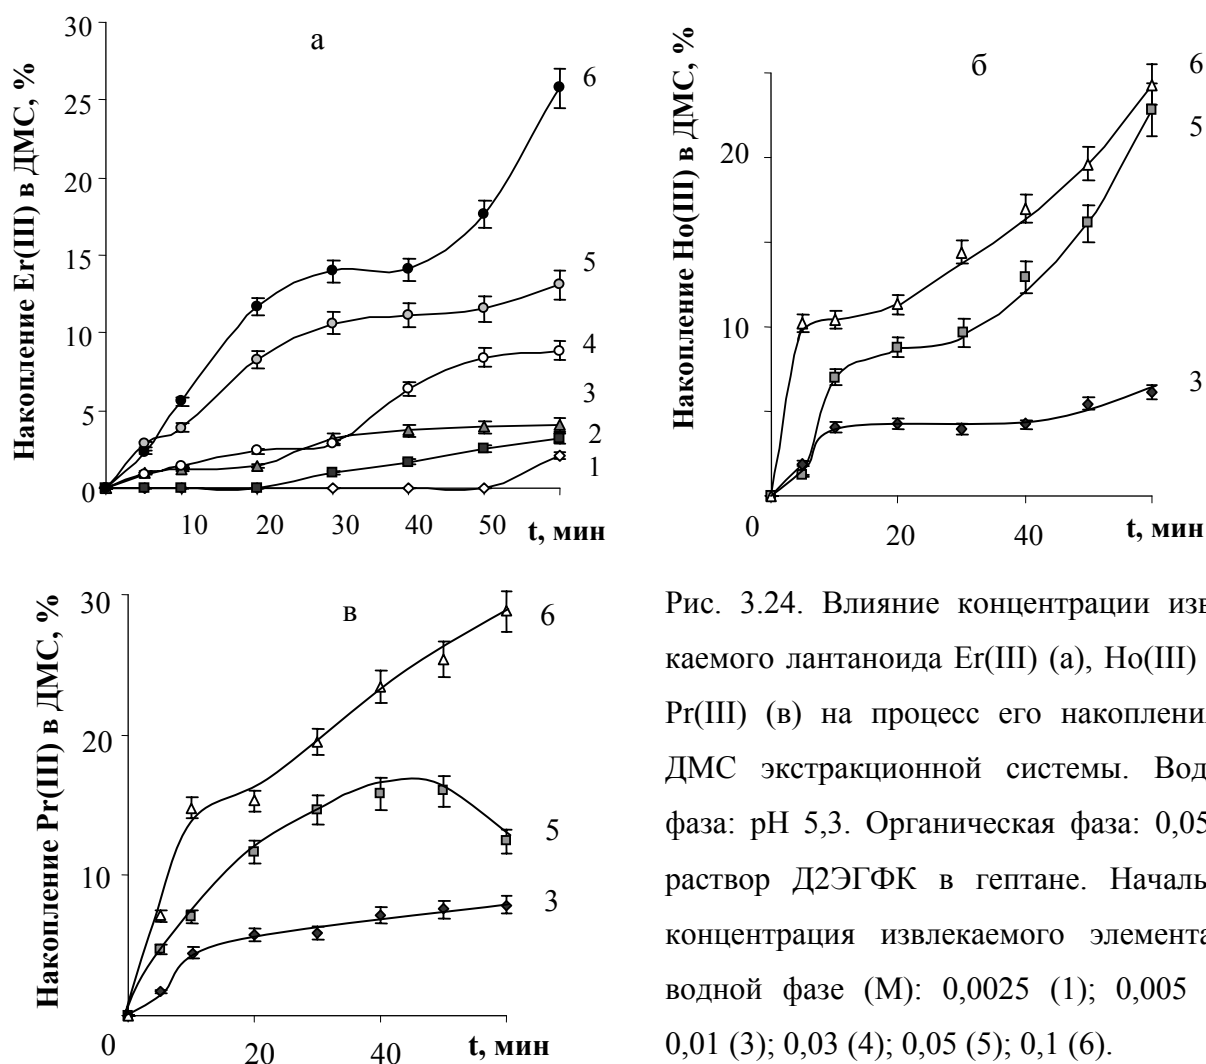 30
25
20
15
10
5
0
Накопление Er(III) в ДМС, %
а
6
5
4
3
2
1
10 20 30 40 50 t, мин
Накопление Ho(III) в ДМС, %
б
20
10
0
6
5
3
20 40 t, мин
Накопление Pr(III) в ДМС, %
в
30
20
10
0
6
5
3
20 40 t, мин
Рис. 3.24. Влияние концентрации изв
каемого лантаноида Er(III) (а), Ho(III)
Pr(III) (в) на процесс его накоплени
ДМС экстракционной системы. Вод
фаза: pH 5,3. Органическая фаза: 0,05
раствор Д2ЭГФК в гептане. Началь
концентрация извлекаемого элемента
водной фазе (М): 0,0025 (1); 0,005
0,01 (3); 0,03 (4); 0,05 (5); 0,1 (6).